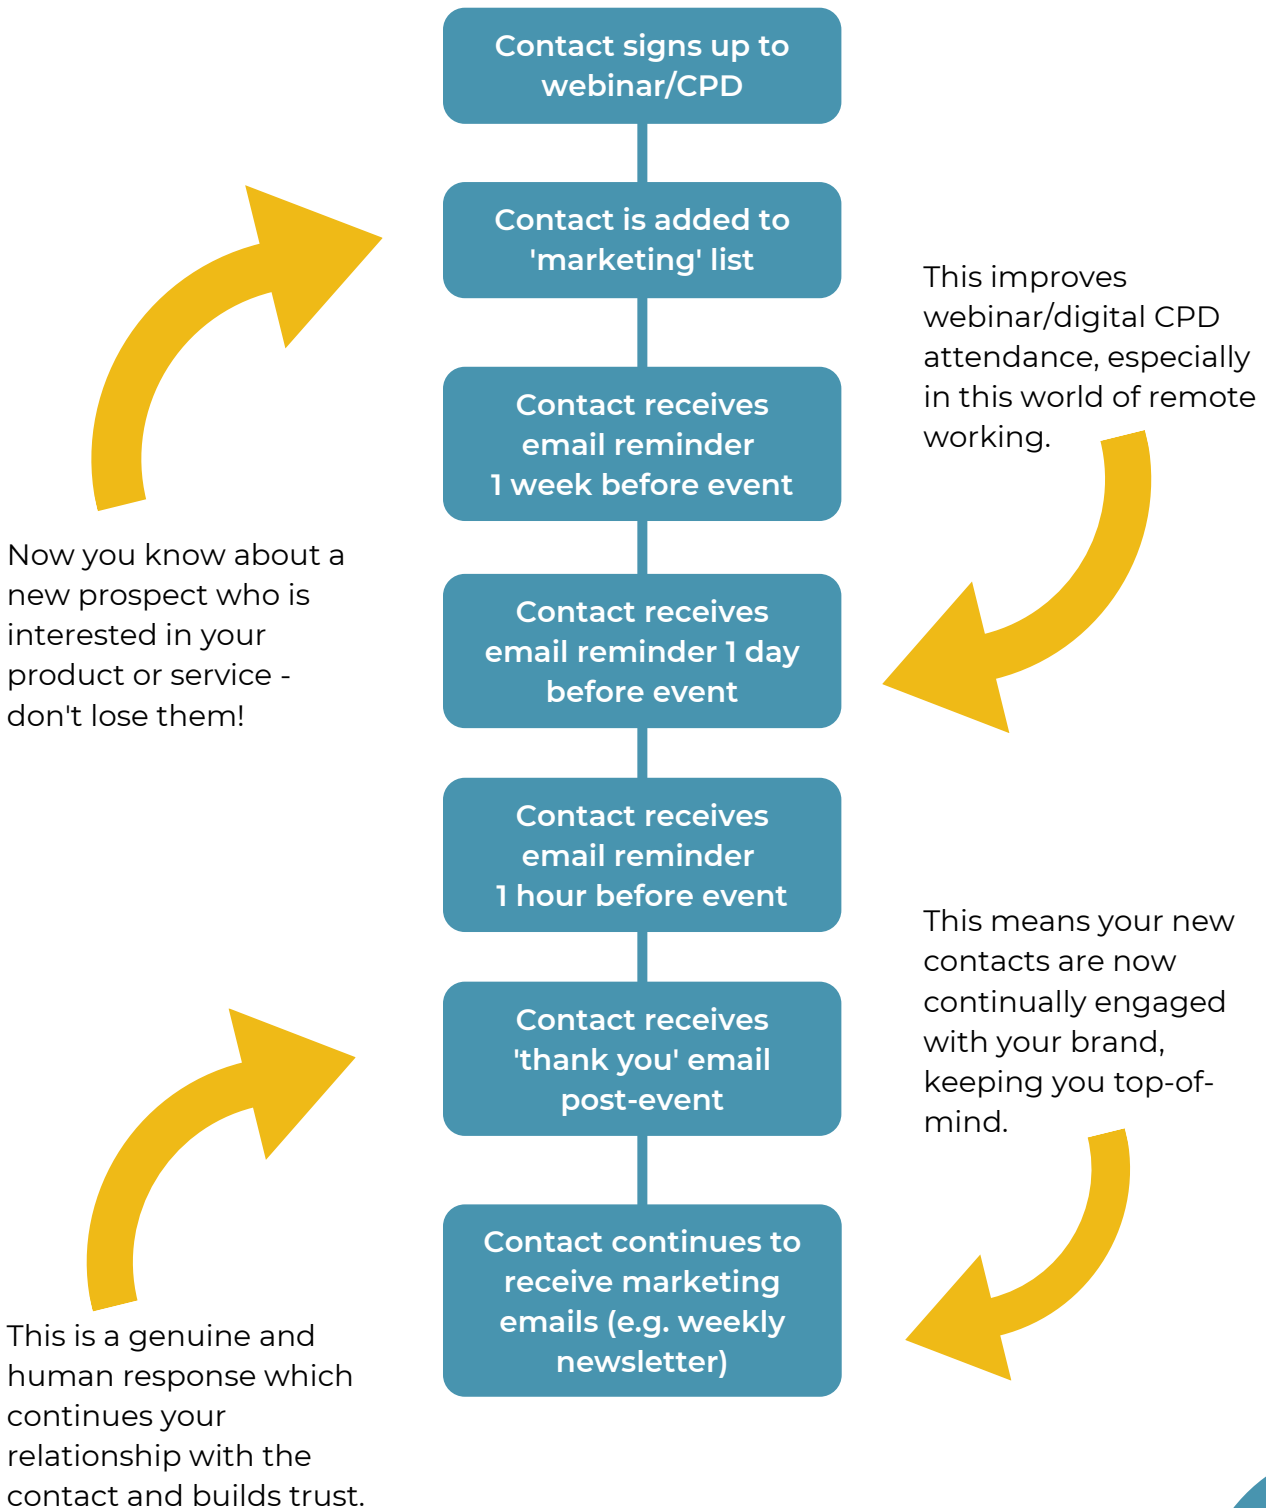 Contact signs up to
webinar/CPD
Contact is added to
'marketing' list
This improves
webinar/digital CPD
attendance, especially
in this world of remote
working.
Contact receives
email reminder
1 week before event
Now you know about a
new prospect who is
interested in your
product or service -
don't lose them!
Contact receives
email reminder 1 day
before event
Contact receives
email reminder
1 hour before event
This means your new
contacts are now
continually engaged
with your brand,
keeping you top-of-
mind.
Contact receives
'thank you' email
post-event
Contact continues to
receive marketing
emails (e.g. weekly
newsletter)
This is a genuine and
human response which
continues your
relationship with the
contact and builds trust.